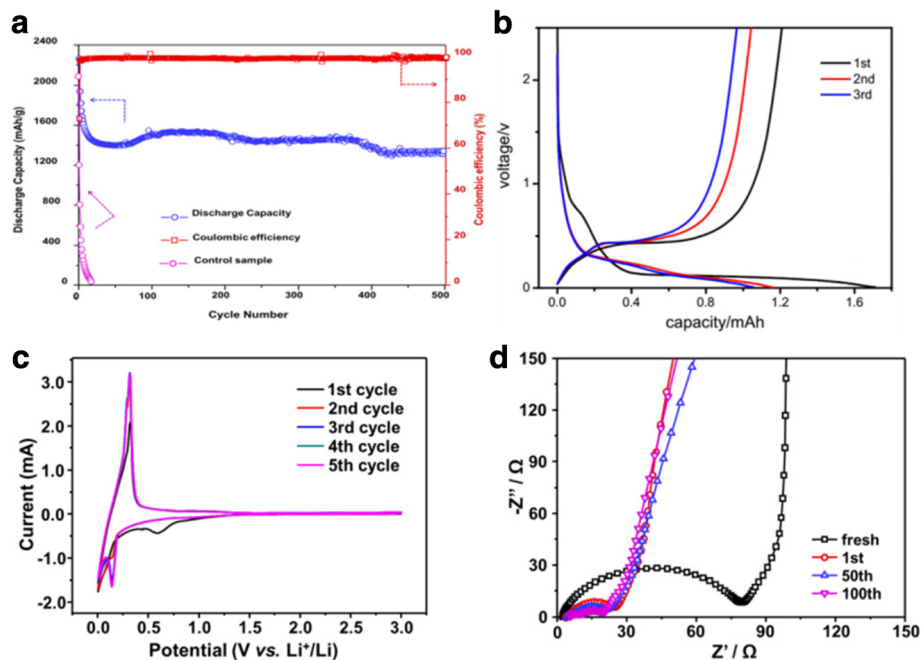 a
2400
2000
1600
1200
800
400
0
Discharge Capacity (mAh/g)
100
80
60
40
20
0
Coulombic efficiency (%)
Discharge Capacity
Coulombic efficiency
Control sample
0 100 200 300 400 500
Cycle Number
b
2
1
0
voltage/v
1st
2nd
3rd
0.0 0.4 0.8 1.2 1.6
capacity/mAh
c
3.0
2.0
1.0
0.0
-1.0
-2.0
Current (mA)
1st cycle
2nd cycle
3rd cycle
4th cycle
5th cycle
0.0 0.5 1.0 1.5 2.0 2.5 3.0
Potential (V vs. Li⁺/Li)
d
150
120
90
60
30
0
-Z'' / Ω
fresh
1st
50th
100th
0 30 60 90 120 150
Z' / Ω